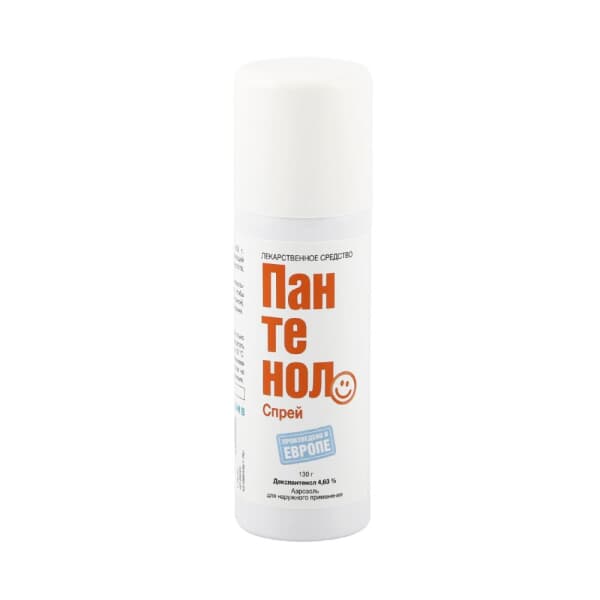 ЛЕКАРСТВЕННОЕ СРЕДСТВО
Пан
те
нол
Спрей
ПРОИЗВЕДЕНО В
ЕВРОПЕ
130 г
Декспантенол 4,63 %
Аэрозоль
для наружного применения